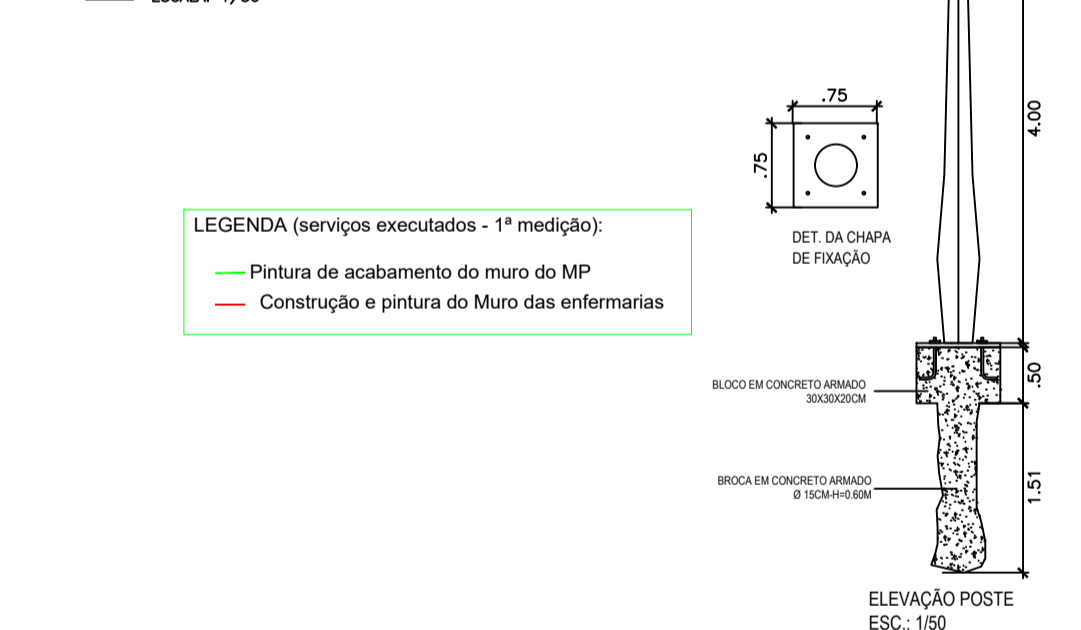 .75
4.00
.75
DET. DA CHAPA
DE FIXAÇÃO
LEGENDA (serviços executados - 1ª medição):
Pintura de acabamento do muro do MP
Construção e pintura do Muro das enfermarias
BLOCO EM CONCRETO ARMADO
30X30X20CM
.50
BROCA EM CONCRETO ARMADO
Ø 15CM-H=0.60M
1.51
ELEVAÇÃO POSTE
ESC.: 1/50